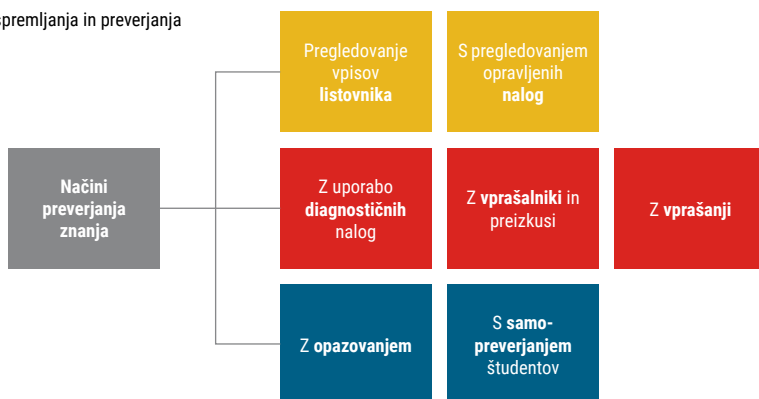 spremljanja in preverjanja
Pregledovanje
vpisov
listovnika
S pregledovanjem
opravljenih
nalog
Načini
preverjanja
znanja
Z uporabo
diagnostičnih
nalog
Z vprašalniki in
preizkusi
Z vprašanji
Z opazovanjem
S samo-
preverjanjem
študentov